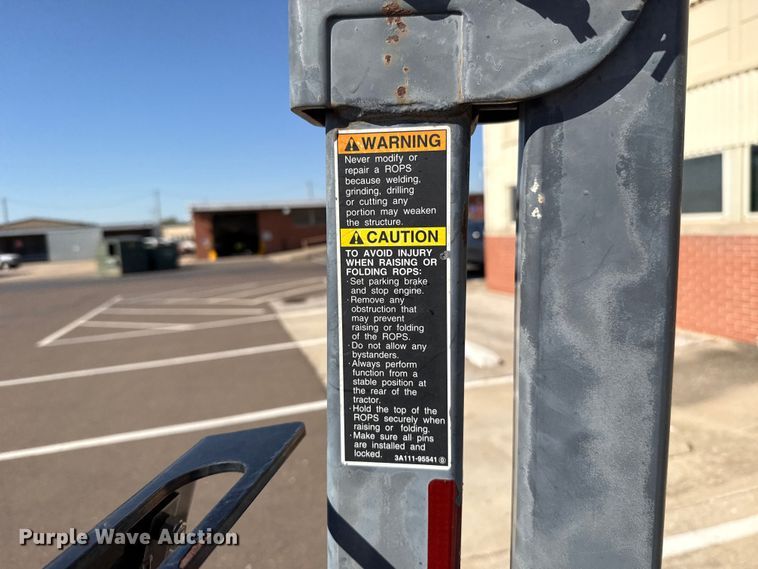 WARNING
Never modify or
repair a ROPS
because welding,
grinding, drilling
or cutting any
portion may weaken
the structure.
CAUTION
TO AVOID INJURY
WHEN RAISING OR
FOLDING ROPS:
·Set parking brake
and stop engine.
·Remove any
obstruction that
may prevent
raising or folding
of the ROPS.
·Do not allow any
bystanders.
·Always perform
function from a
stable position at
the rear of the
tractor.
·Hold the top of the
ROPS securely when
raising or folding.
·Make sure all pins
are installed and
locked. 3A111-95541
Purple Wave Auction